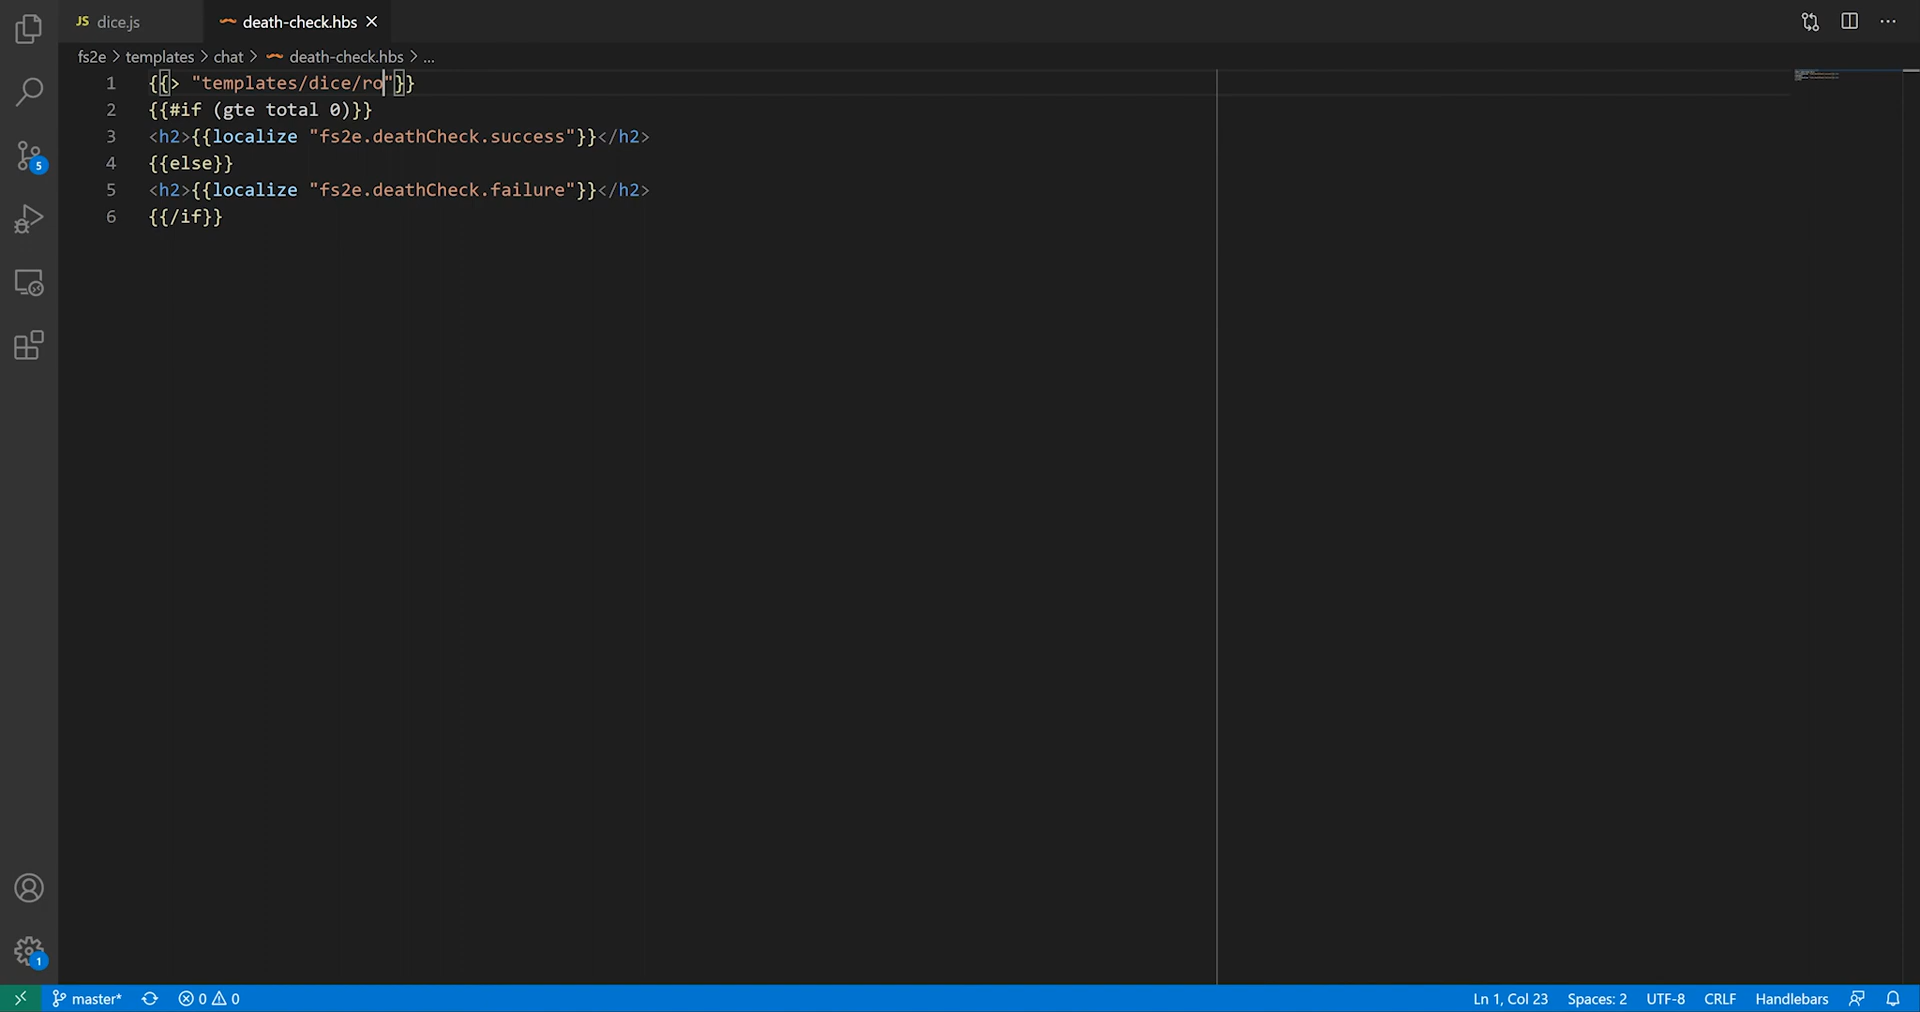 JS dice.js death-check.hbs
fs2e > templates > chat > death-check.hbs > ...
1 {{> "templates/dice/ro"}}
2 {{#if (gte total 0)}}
3 <h2>{{localize "fs2e.deathCheck.success"}}</h2>
4 {{else}}
5 <h2>{{localize "fs2e.deathCheck.failure"}}</h2>
6 {{/if}}
5
1
master* 0 0 Ln 1, Col 23 Spaces: 2 UTF-8 CRLF Handlebars